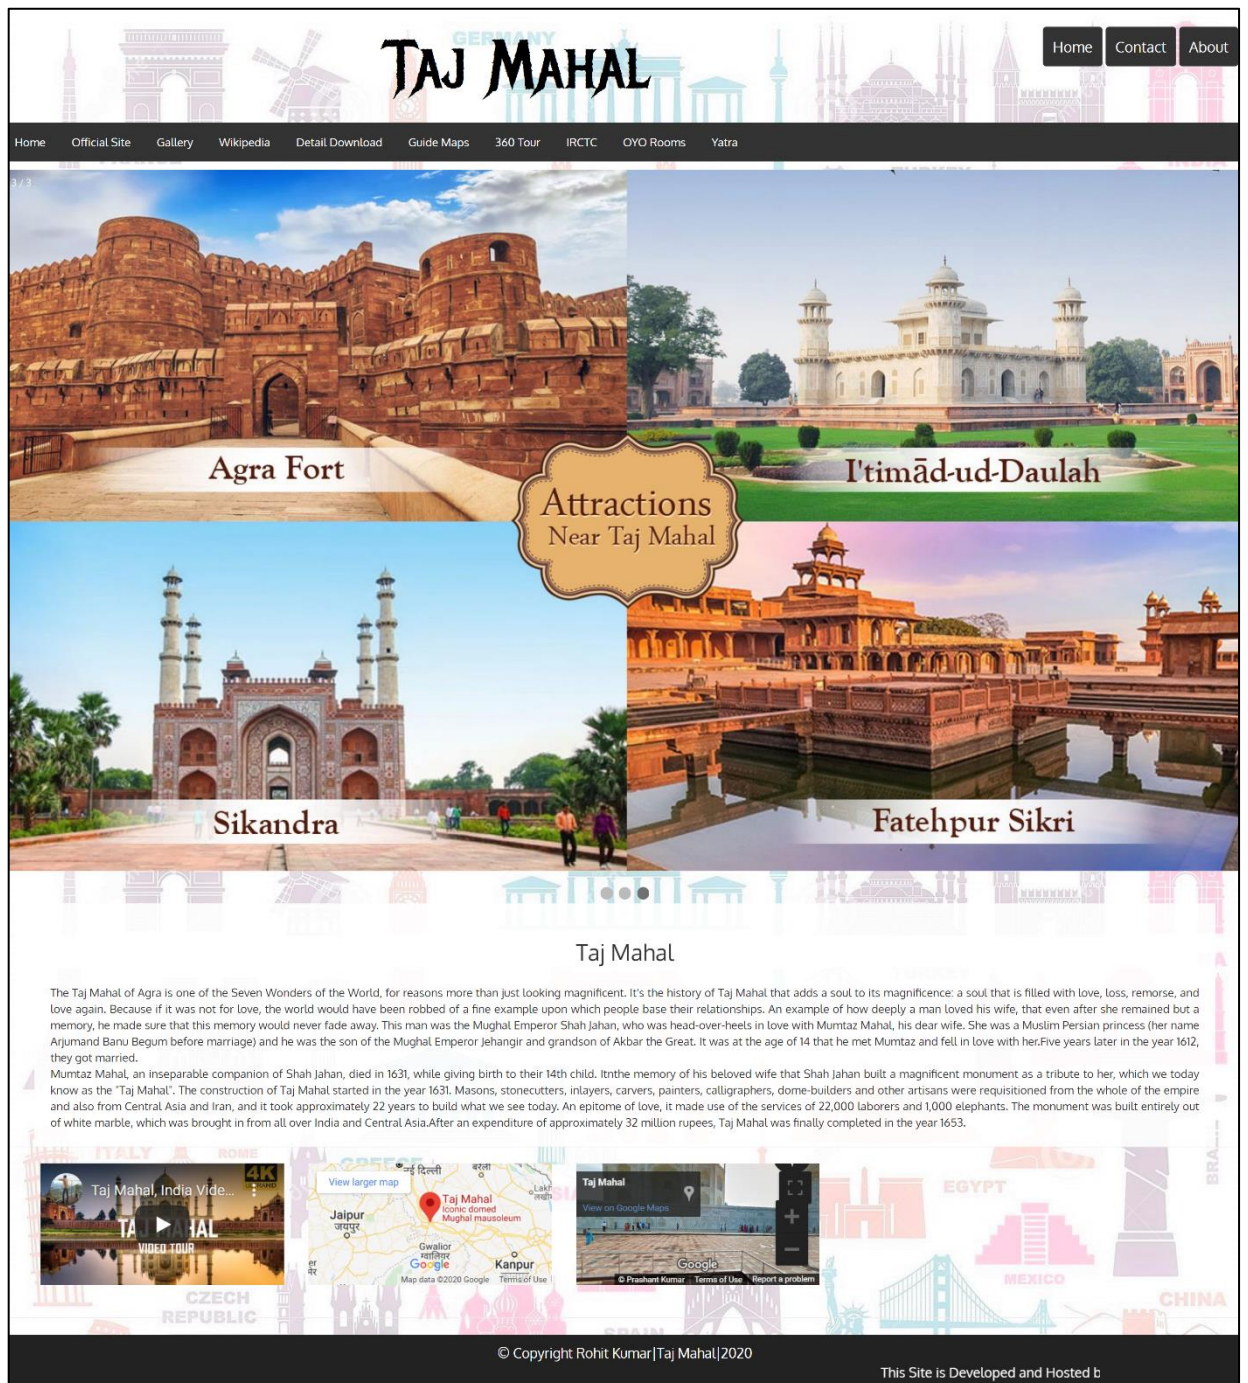 GERMANY
TAJ MAHAL
Home Contact About
Home Official Site Gallery Wikipedia Detail Download Guide Maps 360 Tour IRCTC OYO Rooms Yatra
FRANCE
TURKEY
INDIA
3 / 3
Agra Fort
I'timād-ud-Daulah
Attractions
Near Taj Mahal
Sikandra
Fatehpur Sikri
Taj Mahal
The Taj Mahal of Agra is one of the Seven Wonders of the World, for reasons more than just looking magnificent. It's the history of Taj Mahal that adds a soul to its magnificence: a soul that is filled with love, loss, remorse, and
love again. Because if it was not for love, the world would have been robbed of a fine example upon which people base their relationships. An example of how deeply a man loved his wife, that even after she remained but a
memory, he made sure that this memory would never fade away. This man was the Mughal Emperor Shah Jahan, who was head-over-heels in love with Mumtaz Mahal, his dear wife. She was a Muslim Persian princess (her name
Arjumand Banu Begum before marriage) and he was the son of the Mughal Emperor Jehangir and grandson of Akbar the Great. It was at the age of 14 that he met Mumtaz and fell in love with her.Five years later in the year 1612,
they got married.
Mumtaz Mahal, an inseparable companion of Shah Jahan, died in 1631, while giving birth to their 14th child. Itnthe memory of his beloved wife that Shah Jahan built a magnificent monument as a tribute to her, which we today
know as the "Taj Mahal". The construction of Taj Mahal started in the year 1631. Masons, stonecutters, inlayers, carvers, painters, calligraphers, dome-builders and other artisans were requisitioned from the whole of the empire
and also from Central Asia and Iran, and it took approximately 22 years to build what we see today. An epitome of love, it made use of the services of 22,000 laborers and 1,000 elephants. The monument was built entirely out
of white marble, which was brought in from all over India and Central Asia.After an expenditure of approximately 32 million rupees, Taj Mahal was finally completed in the year 1653.
ITALY ROME GREECE
Taj Mahal, India Vide...
4K
TAJ MAHAL
VIDEO TOUR
View larger map
नई दिल्ली
बरेली
Taj Mahal
Iconic domed
Mughal mausoleum
Jaipur
जयपुर
Gwalior
ग्वालियर
Kanpur
Google
Map data ©2020 Google Terms of Use
Taj Mahal
View on Google Maps
Google
© Prashant Kumar Terms of Use Report a problem
EGYPT
MEXICO
CHINA
CZECH
REPUBLIC
SPAIN
© Copyright Rohit Kumar|Taj Mahal|2020
This Site is Developed and Hosted b